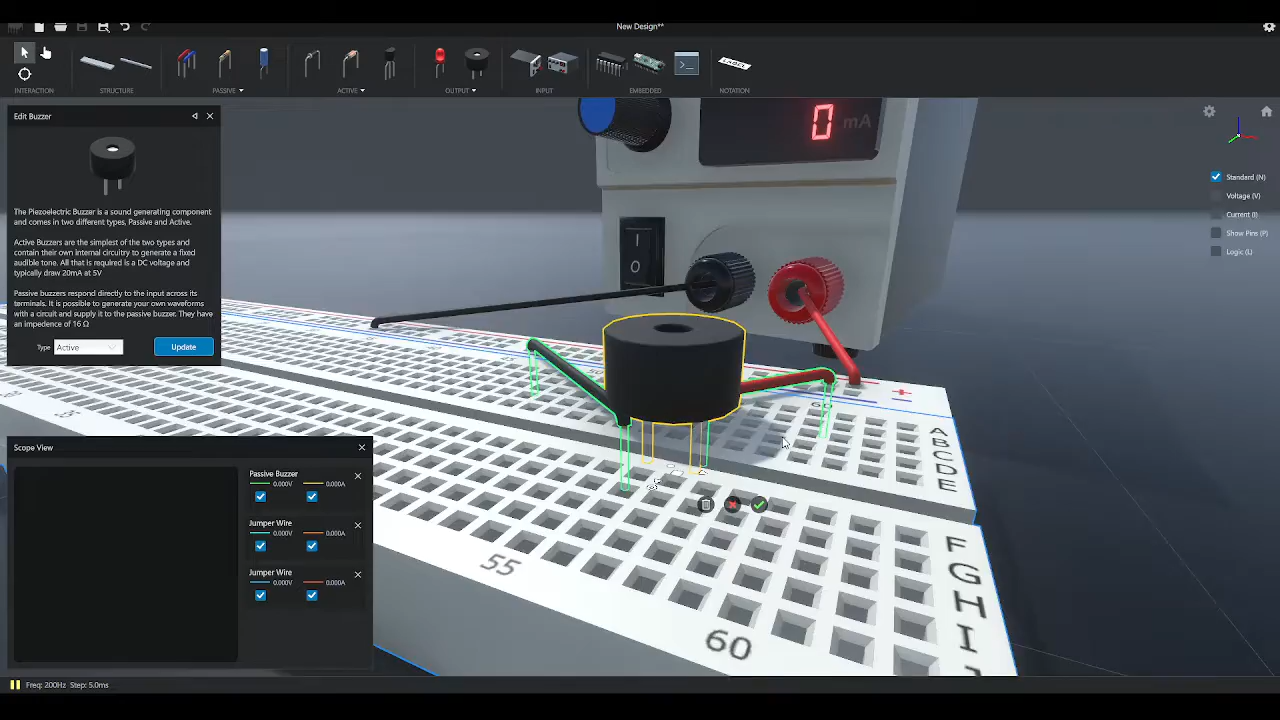 New Design**
INTERACTION
STRUCTURE
PASSIVE
ACTIVE
OUTPUT
INPUT
EMBEDDED
NOTATION
LABEL
Edit Buzzer
The Piezoelectric Buzzer is a sound generating component
and comes in two different types, Passive and Active.
Active Buzzers are the simplest of the two types and
contain their own internal circuitry to generate a fixed
audible tone. All that is required is a DC voltage and
typically draw 20mA at 5V
Passive buzzers respond directly to the input across its
terminals. It is possible to generate your own waveforms
with a circuit and supply it to the passive buzzer. They have
an impedence of 16 Ω
Type
Active
Update
0 mA
I
O
Standard (N)
Voltage (V)
Current (I)
Show Pins (P)
Logic (L)
A
B
C
D
E
F
G
H
I
55
60
Scope View
Passive Buzzer
0.000V
0.000A
Jumper Wire
0.000V
0.000A
Jumper Wire
0.000V
0.000A
Freq: 200Hz Step: 5.0ms